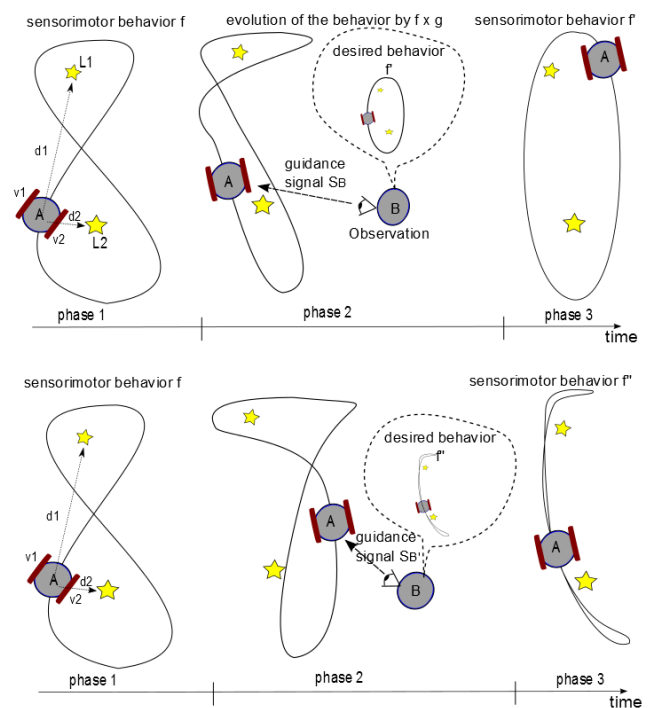 sensorimotor behavior f
evolution of the behavior by f x g
sensorimotor behavior f'
L1
desired behavior
f'
A
d1
guidance
signal SB
v1
A
A
d2
v2
L2
B
Observation
phase 1
phase 2
phase 3
time
sensorimotor behavior f
sensorimotor behavior f"
desired behavior
f"
d1
A
guidance
signal SB'
v1
A
d2
v2
B
A
phase 1
phase 2
phase 3
time